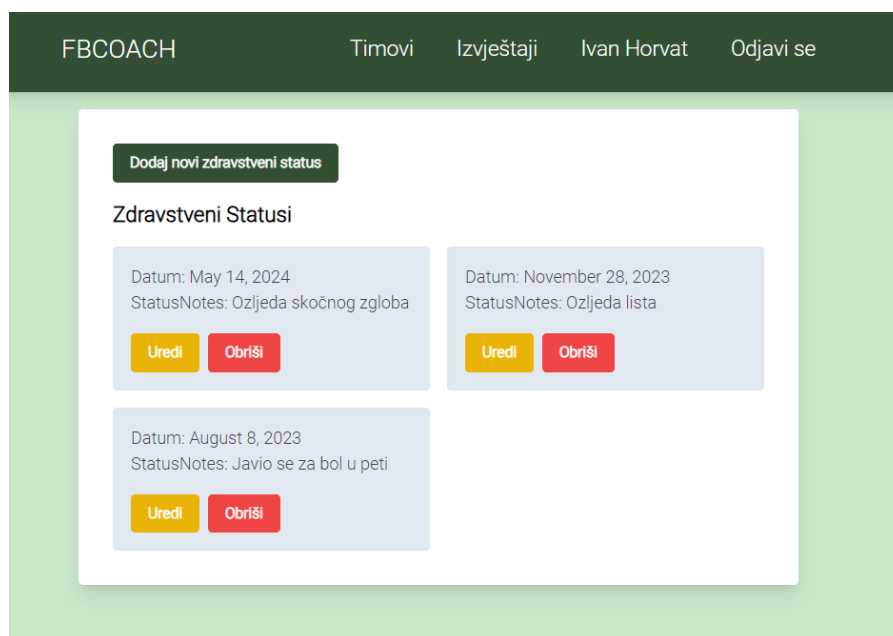 FBCOACH Timovi Izvještaji Ivan Horvat Odjavi se
Dodaj novi zdravstveni status
Zdravstveni Statusi
Datum: May 14, 2024
StatusNotes: Ozljeda skočnog zgloba
Uredi Obriši
Datum: November 28, 2023
StatusNotes: Ozljeda lista
Uredi Obriši
Datum: August 8, 2023
StatusNotes: Javio se za bol u peti
Uredi Obriši